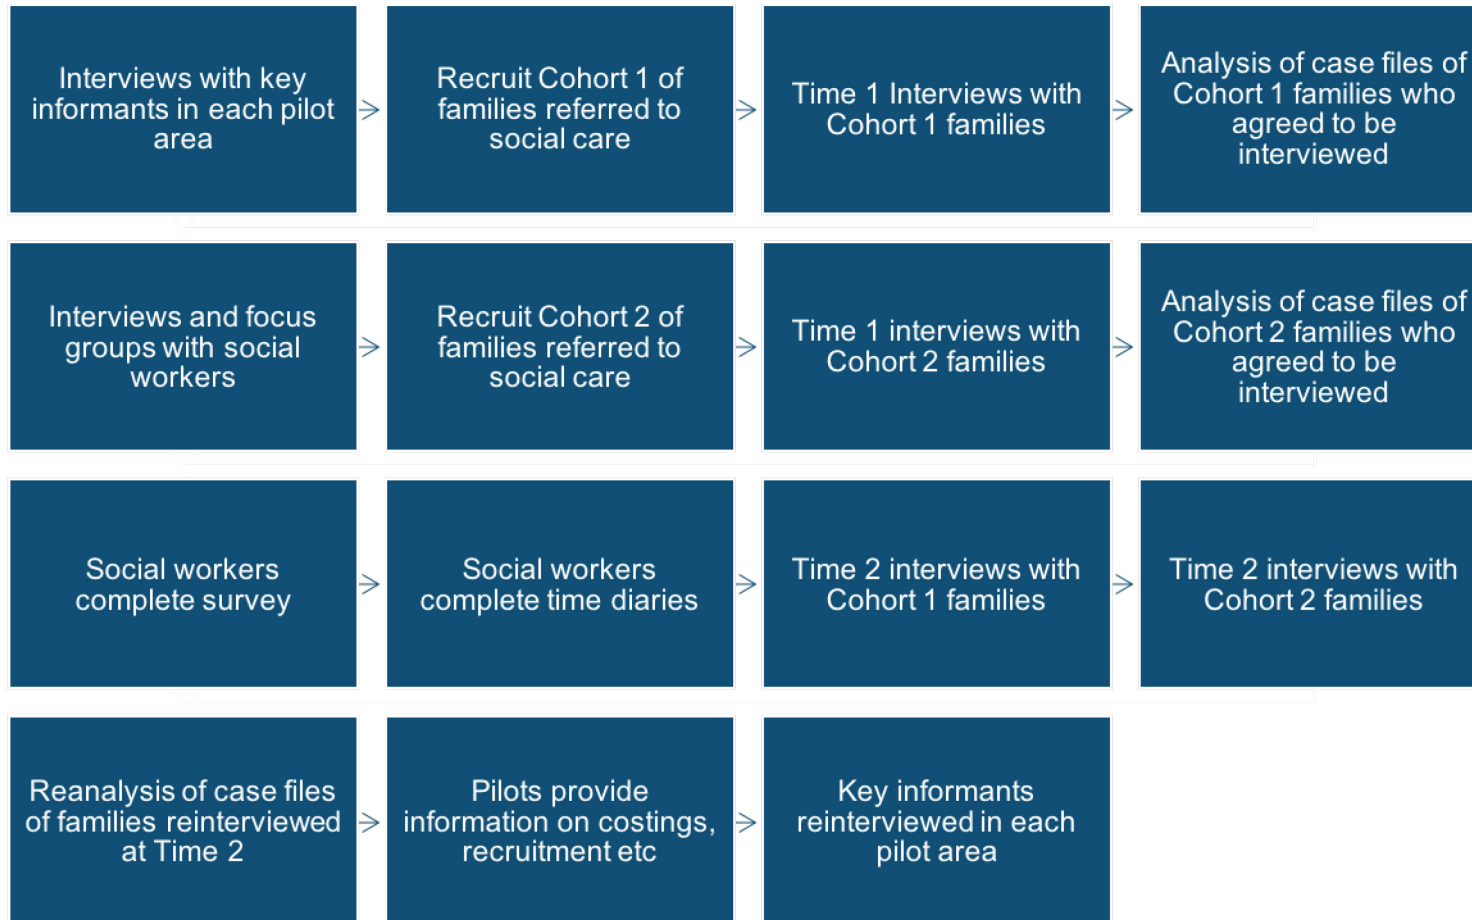 Interviews with key
informants in each pilot
area
Recruit Cohort 1 of
families referred to
social care
Time 1 Interviews with
Cohort 1 families
Analysis of case files of
Cohort 1 families who
agreed to be
interviewed
Interviews and focus
groups with social
workers
Recruit Cohort 2 of
families referred to
social care
Time 1 interviews with
Cohort 2 families
Analysis of case files of
Cohort 2 families who
agreed to be
interviewed
Social workers
complete survey
Social workers
complete time diaries
Time 2 interviews with
Cohort 1 families
Time 2 interviews with
Cohort 2 families
Reanalysis of case files
of families reinterviewed
at Time 2
Pilots provide
information on costings,
recruitment etc
Key informants
reinterviewed in each
pilot area